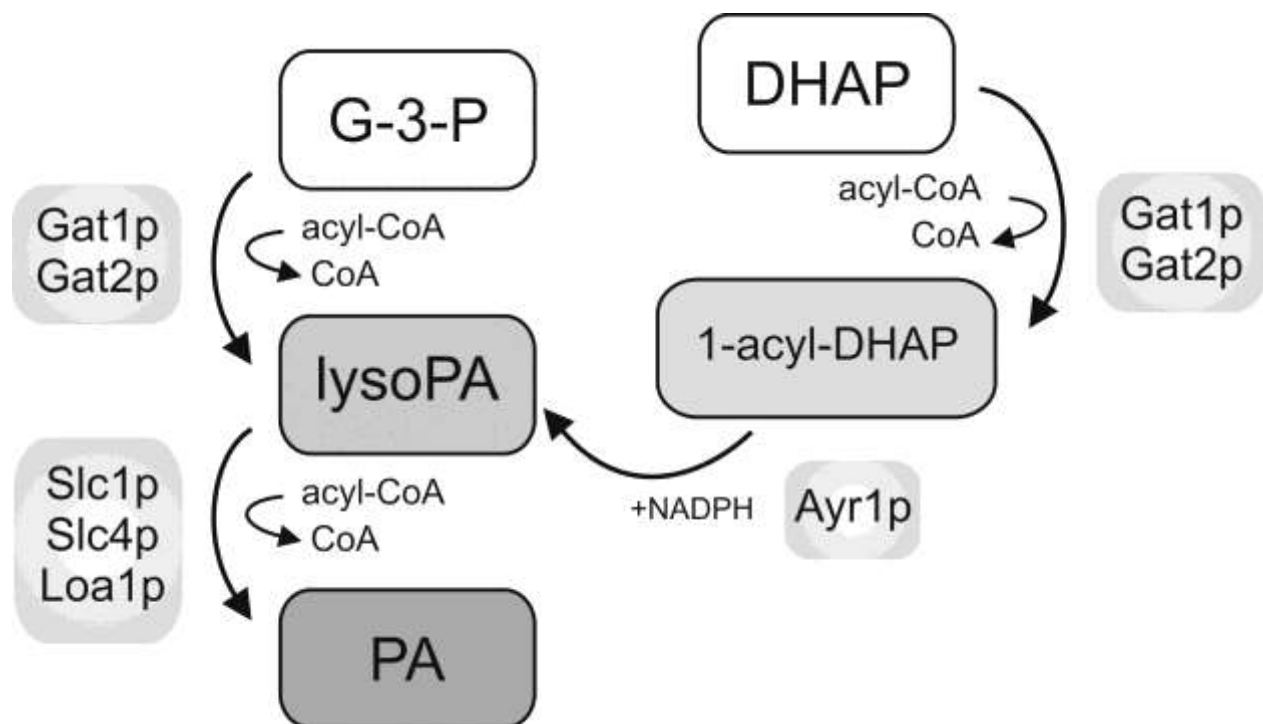 G-3-P
DHAP
Gat1p
Gat2p
acyl-CoA
CoA
acyl-CoA
CoA
Gat1p
Gat2p
lysoPA
1-acyl-DHAP
Slc1p
Slc4p
Loa1p
acyl-CoA
CoA
+NADPH
Ayr1p
PA